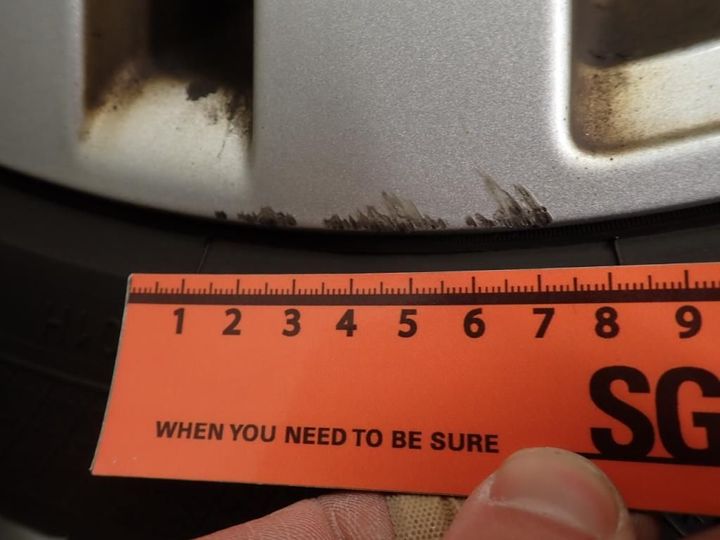 1 2 3 4 5 6 7 8 9
SG
WHEN YOU NEED TO BE SURE